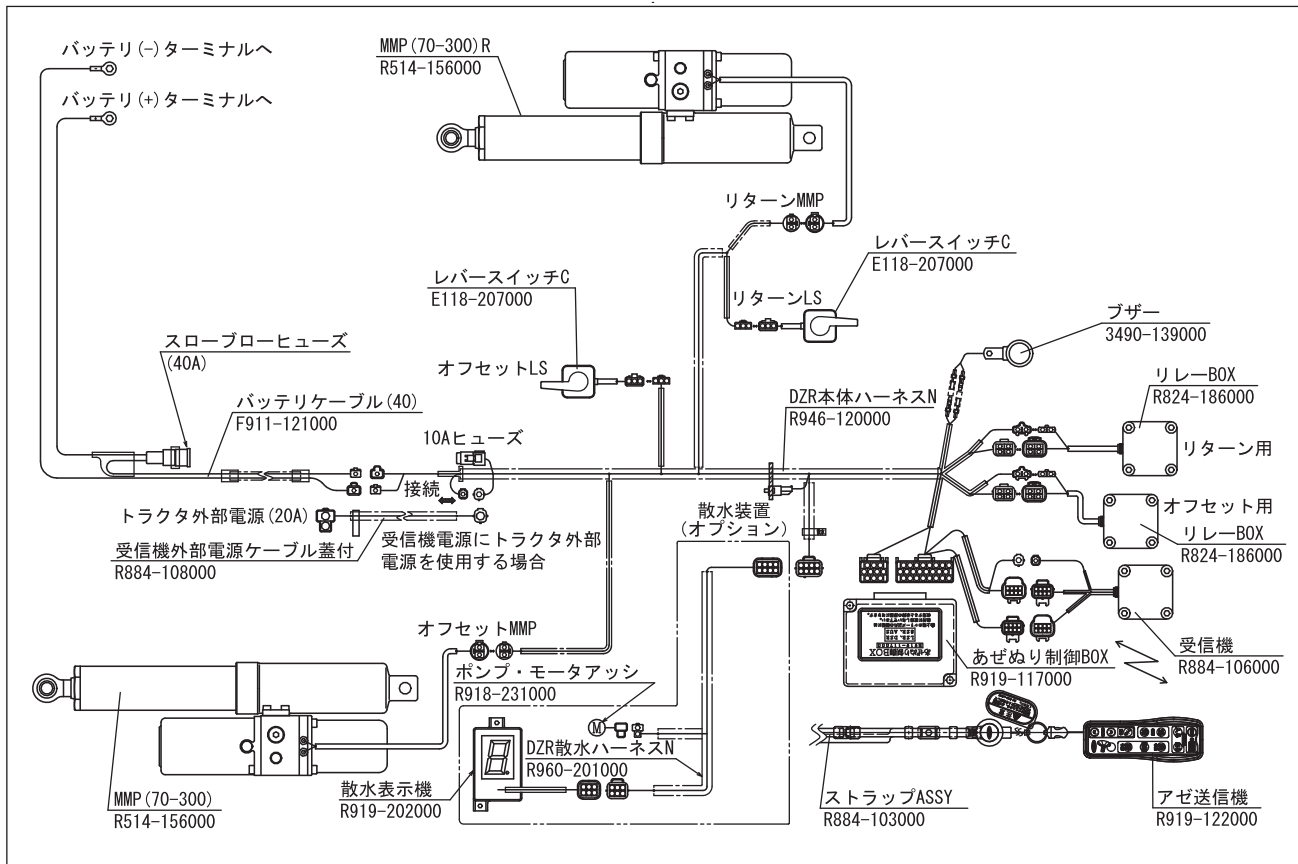 バッテリ(-)ターミナルへ
バッテリ(+)ターミナルへ
MMP(70-300)R
R514-156000
リターンMMP
レバースイッチC
E118-207000
リターンLS
レバースイッチC
E118-207000
オフセットLS
ブザー
3490-139000
スローブローヒューズ
(40A)
リレーBOX
R824-186000
リターン用
DZR本体ハーネスN
R946-120000
バッテリケーブル(40)
F911-121000
10Aヒューズ
接続
オフセット用
リレーBOX
R824-186000
トラクタ外部電源(20A)
受信機外部電源ケーブル蓋付
R884-108000
受信機電源にトラクタ外部
電源を使用する場合
散水装置
(オプション)
オフセットMMP
ポンプ・モータアッシ
R918-231000
M
あぜぬり制御BOX
あぜぬり制御BOX
R919-117000
受信機
R884-106000
DZR散水ハーネスN
R960-201000
散水表示機
R919-202000
MMP(70-300)
R514-156000
ストラップASSY
R884-103000
アゼ送信機
R919-122000